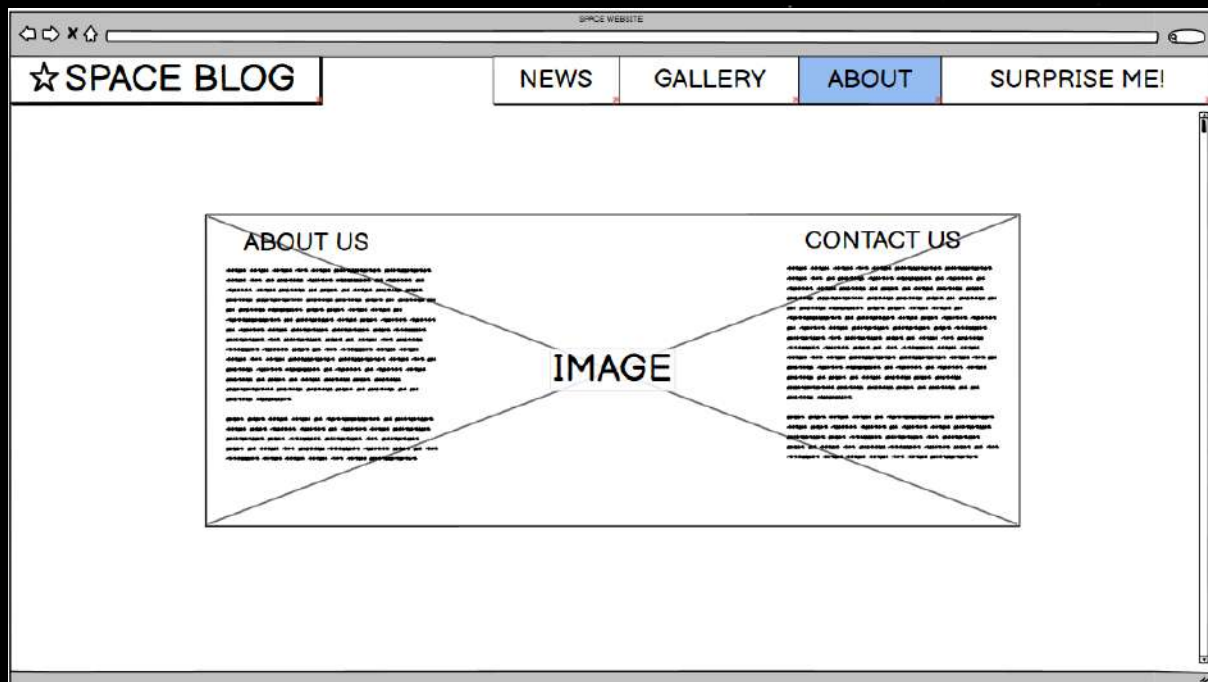 SPACE WEBSITE
SPACE BLOG
NEWS
GALLERY
ABOUT
SURPRISE ME!
ABOUT US
CONTACT US
IMAGE